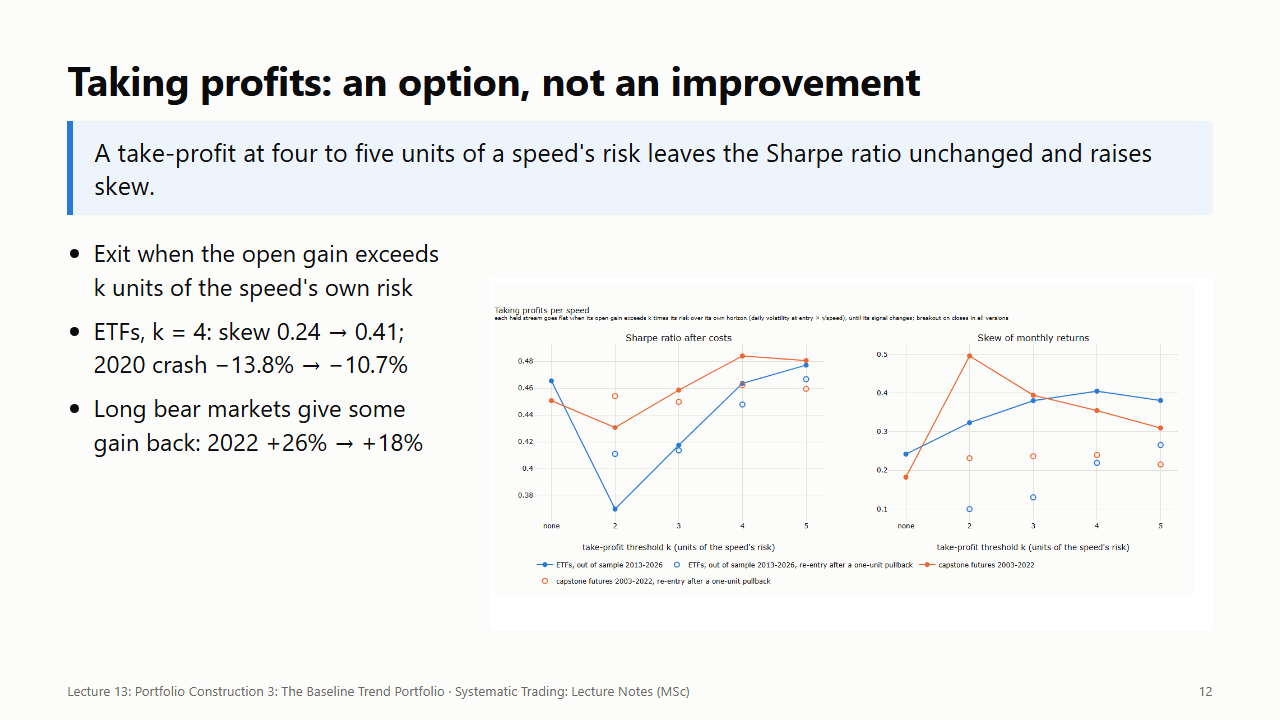 Taking profits: an option, not an improvement
A take-profit at four to five units of a speed's risk leaves the Sharpe ratio unchanged and raises
skew.
• Exit when the open gain exceeds
k units of the speed's own risk
• ETFs, k = 4: skew 0.24 → 0.41;
2020 crash −13.8% → −10.7%
• Long bear markets give some
gain back: 2022 +26% → +18%
Taking profits per speed
each held stream goes flat when its open gain exceeds k times its risk over its own horizon (daily volatility at entry × √speed), until its signal changes; breakout on closes in all versions
Sharpe ratio after costs
0.48
0.46
0.44
0.42
0.4
0.38
none 2 3 4 5
take-profit threshold k (units of the speed's risk)
Skew of monthly returns
0.5
0.4
0.3
0.2
0.1
none 2 3 4 5
take-profit threshold k (units of the speed's risk)
ETFs, out of sample 2013-2026 ETFs, out of sample 2013-2026, re-entry after a one-unit pullback capstone futures 2003-2022
capstone futures 2003-2022, re-entry after a one-unit pullback
Lecture 13: Portfolio Construction 3: The Baseline Trend Portfolio · Systematic Trading: Lecture Notes (MSc) 12